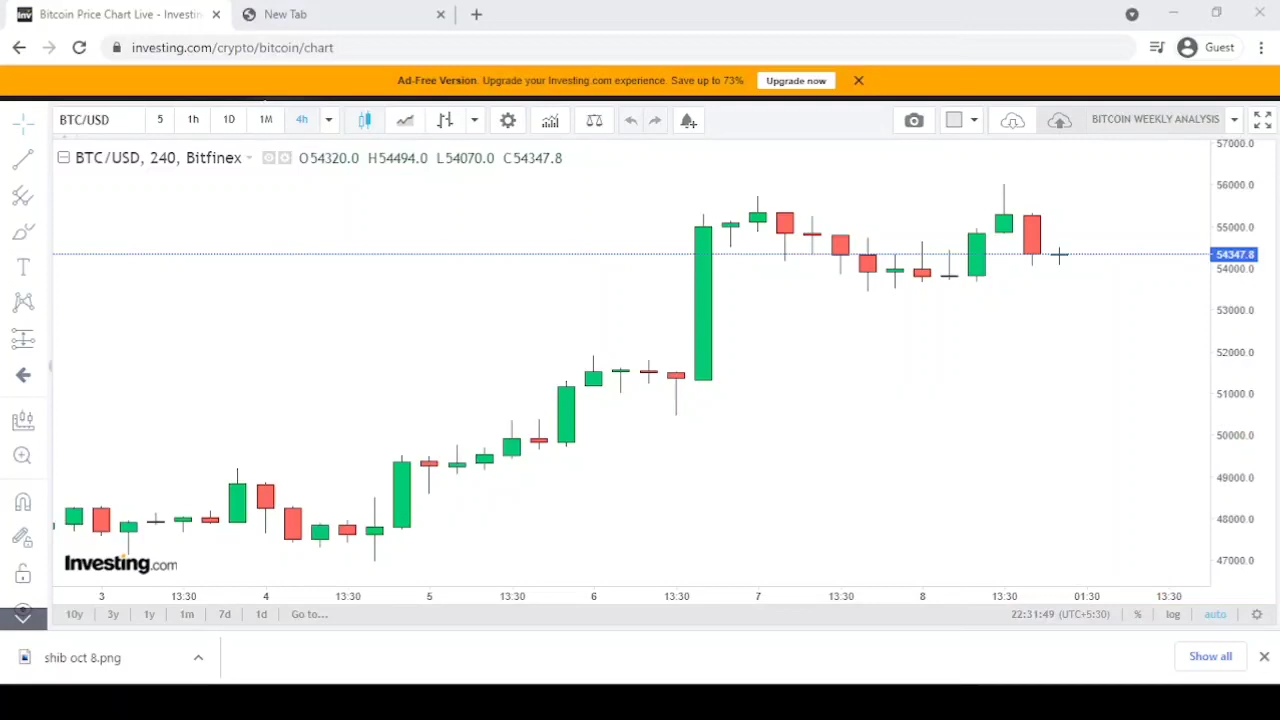 Bitcoin Price Chart Live - Investin
New Tab
investing.com/crypto/bitcoin/chart
Guest
Ad-Free Version. Upgrade your Investing.com experience. Save up to 73%
Upgrade now
BTC/USD
5
1h
1D
1M
4h
BITCOIN WEEKLY ANALYSIS
BTC/USD, 240, Bitfinex
O54320.0 H54494.0 L54070.0 C54347.8
57000.0
56000.0
55000.0
54347.8
54000.0
53000.0
52000.0
51000.0
50000.0
49000.0
48000.0
47000.0
Investing.com
3 13:30 4 13:30 5 13:30 6 13:30 7 13:30 8 13:30 01:30 13:30
10y 3y 1y 1m 7d 1d Go to...
22:31:49 (UTC+5:30) % log auto
shib oct 8.png
Show all